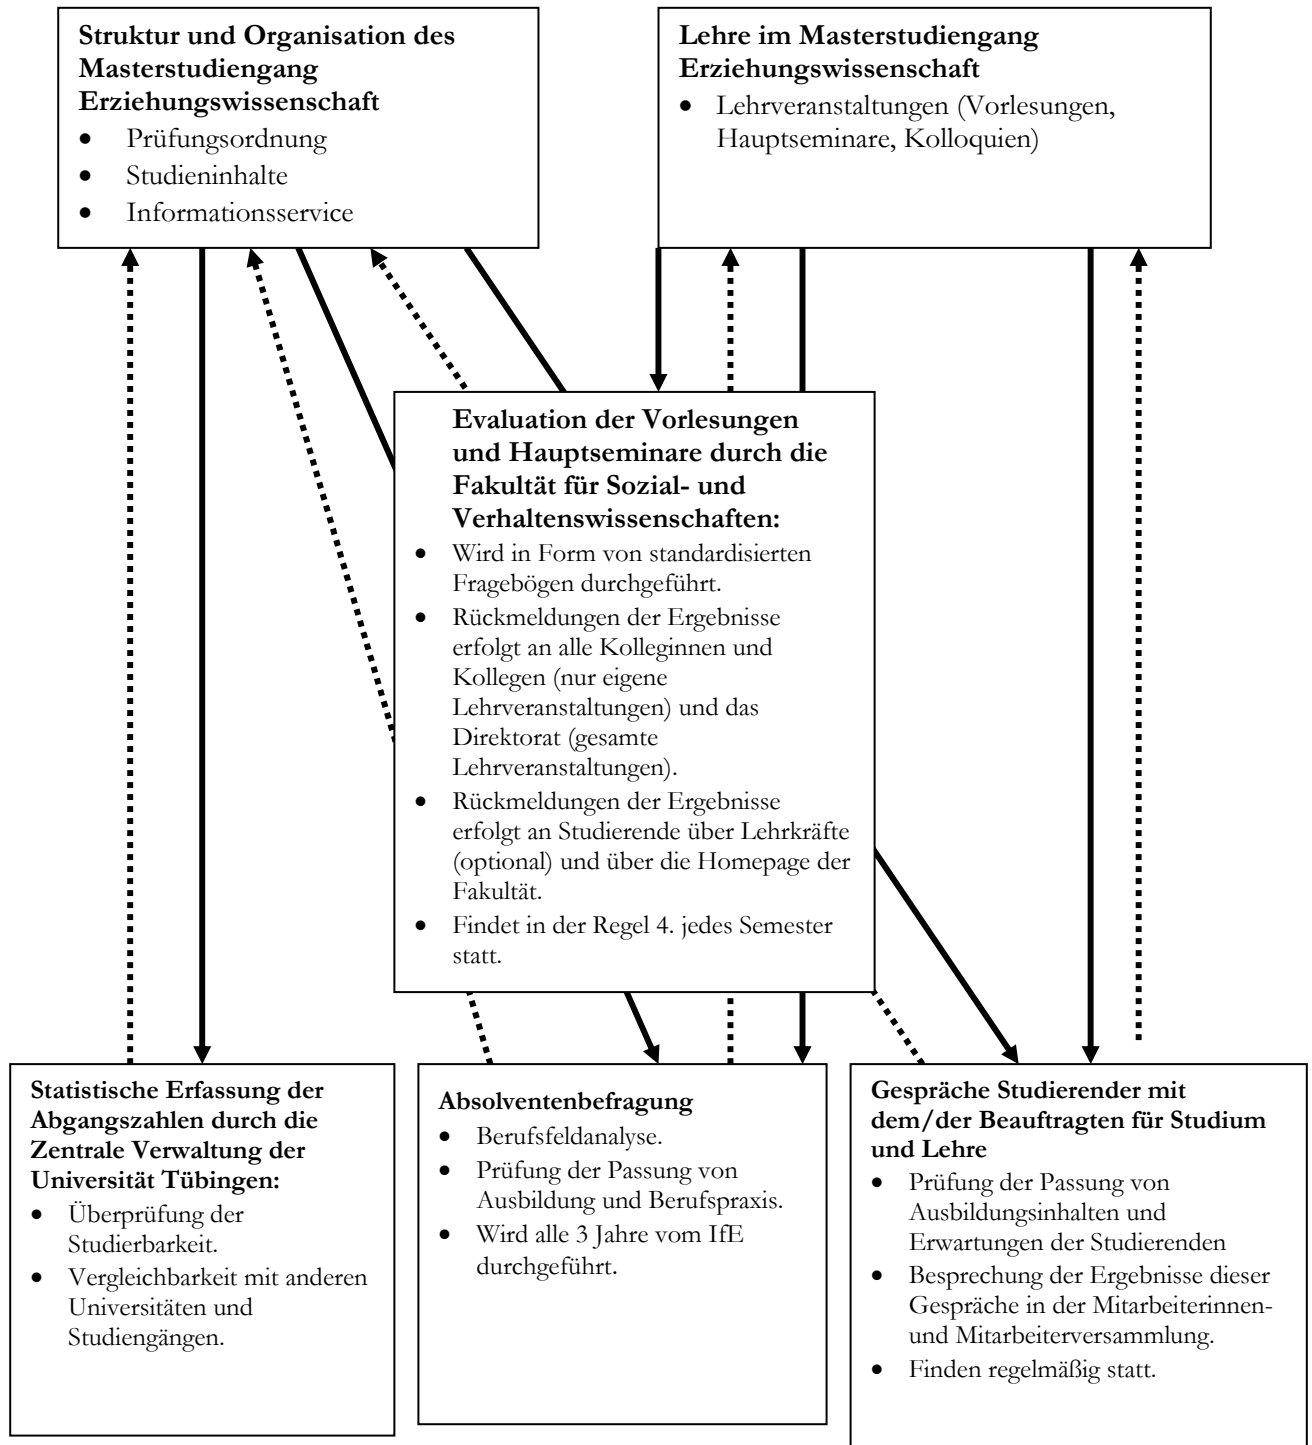 Struktur und Organisation des
Masterstudiengang
Erziehungswissenschaft
• Prüfungsordnung
• Studieninhalte
• Informationsservice
Lehre im Masterstudiengang
Erziehungswissenschaft
• Lehrveranstaltungen (Vorlesungen,
Hauptseminare, Kolloquien)
Evaluation der Vorlesungen
und Hauptseminare durch die
Fakultät für Sozial- und
Verhaltenswissenschaften:
• Wird in Form von standardisierten
Fragebögen durchgeführt.
• Rückmeldungen der Ergebnisse
erfolgt an alle Kolleginnen und
Kollegen (nur eigene
Lehrveranstaltungen) und das
Direktorat (gesamte
Lehrveranstaltungen).
• Rückmeldungen der Ergebnisse
erfolgt an Studierende über Lehrkräfte
(optional) und über die Homepage der
Fakultät.
• Findet in der Regel 4. jedes Semester
statt.
Statistische Erfassung der
Abgangszahlen durch die
Zentrale Verwaltung der
Universität Tübingen:
• Überprüfung der
Studierbarkeit.
• Vergleichbarkeit mit anderen
Universitäten und
Studiengängen.
Absolventenbefragung
• Berufsfeldanalyse.
• Prüfung der Passung von
Ausbildung und Berufspraxis.
• Wird alle 3 Jahre vom IfE
durchgeführt.
Gespräche Studierender mit
dem/der Beauftragten für Studium
und Lehre
• Prüfung der Passung von
Ausbildungsinhalten und
Erwartungen der Studierenden
• Besprechung der Ergebnisse dieser
Gespräche in der Mitarbeiterinnen-
und Mitarbeiterversammlung.
• Finden regelmäßig statt.